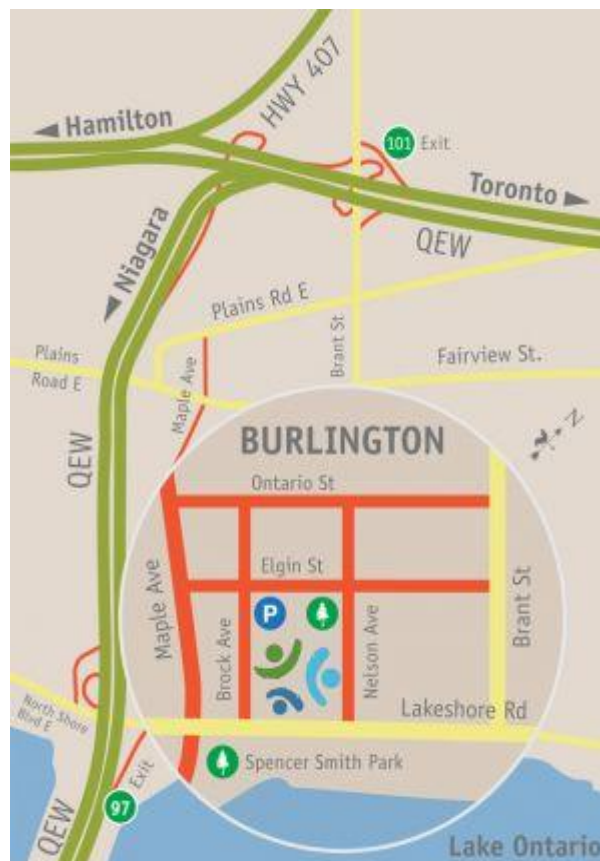 HWY 407
Hamilton
101 Exit
Toronto
QEW
Niagara
Plains Rd E
Brant St
Plains
Road E
Fairview St.
Maple Ave
N
QEW
BURLINGTON
Ontario St
Elgin St
P
Maple Ave
Brock Ave
Nelson Ave
Brant St
Lakeshore Rd
North Shore
Blvd E
Spencer Smith Park
Exit
97
QEW
Lake Ontario